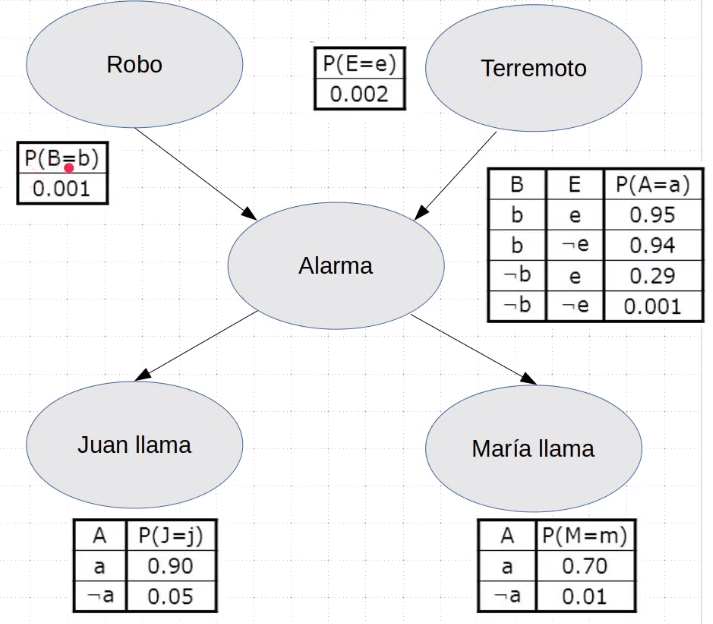 Robo
P(E=e)
0.002
Terremoto
P(B=b)
0.001
B E P(A=a)
b e 0.95
b ¬e 0.94
¬b e 0.29
¬b ¬e 0.001
Alarma
Juan llama
María llama
A P(J=j)
a 0.90
¬a 0.05
A P(M=m)
a 0.70
¬a 0.01